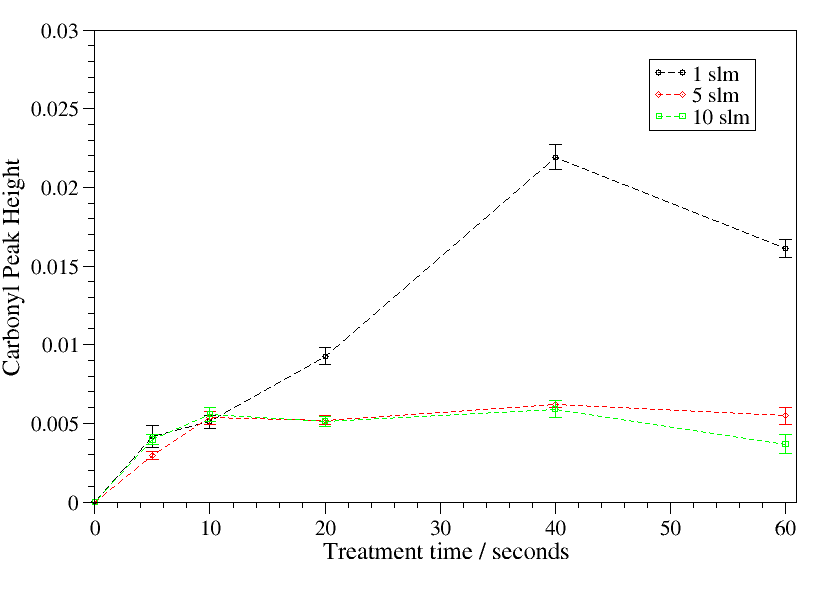 0.03
0.025
0.02
0.015
0.01
0.005
0
Carbonyl Peak Height
1 slm
5 slm
10 slm
0 10 20 30 40 50 60
Treatment time / seconds